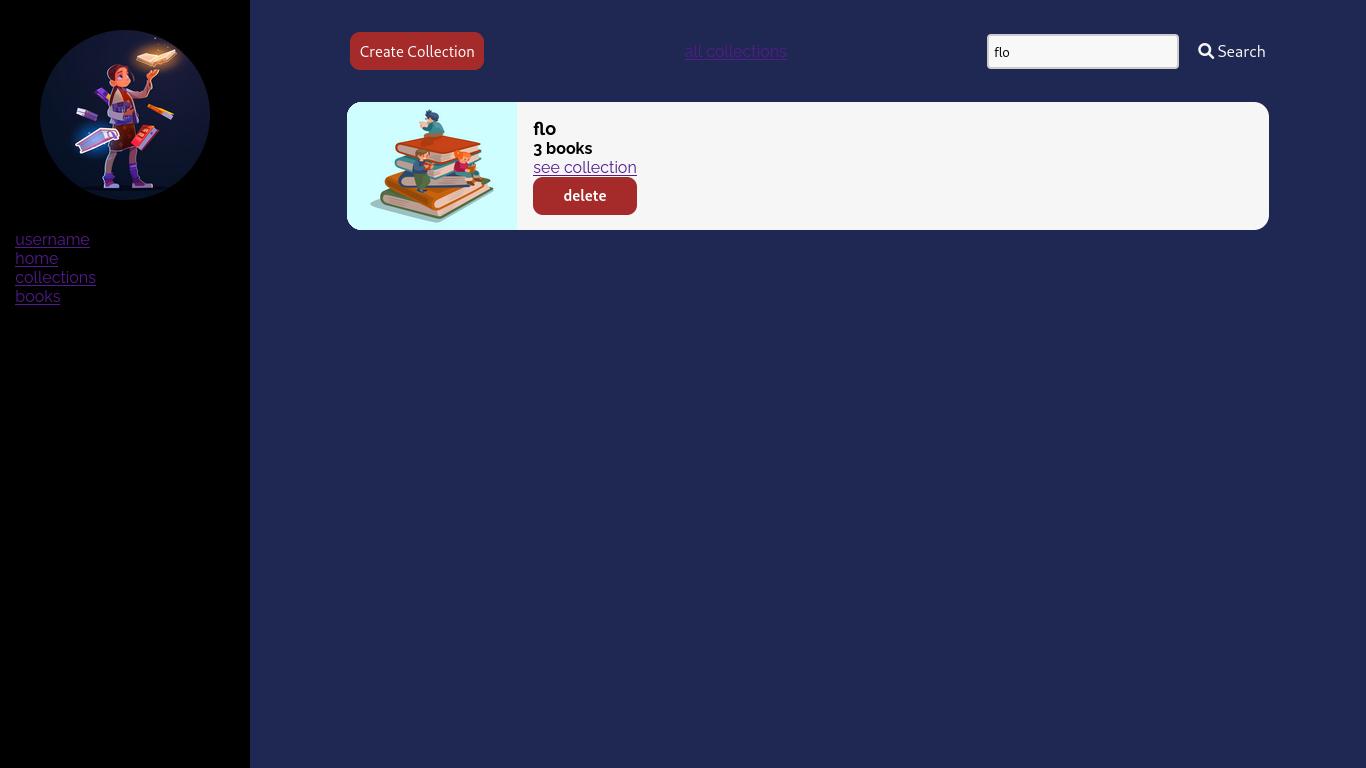 Create Collection
all collections
flo
Search
flo
3 books
see collection
delete
username
home
collections
books